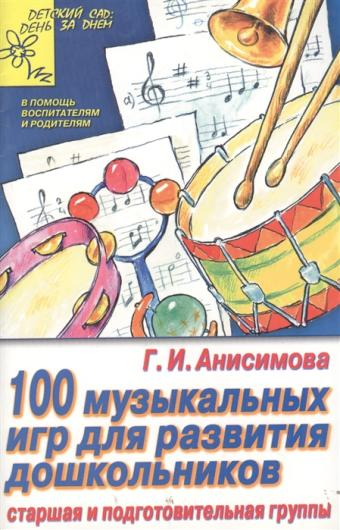 ДЕТСКИЙ САД:
ДЕНЬ ЗА ДНЕМ
В ПОМОЩЬ
ВОСПИТАТЕЛЯМ
И РОДИТЕЛЯМ
Г. И. Анисимова
100 музыкальных
игр для развития
дошкольников
старшая и подготовительная группы